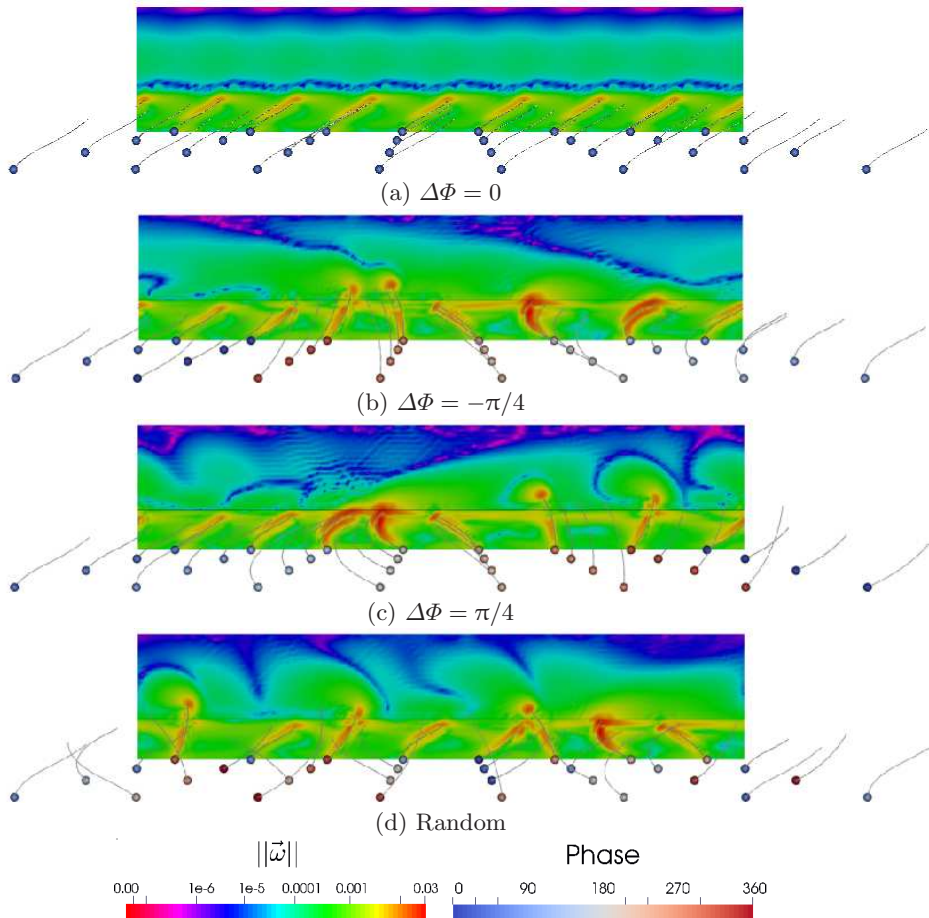 (a) ΔΦ = 0
(b) ΔΦ = −π/4
(c) ΔΦ = π/4
(d) Random
||ω⃗|| Phase
0.00 1e-6 1e-5 0.0001 0.001 0.03 0 90 180 270 360